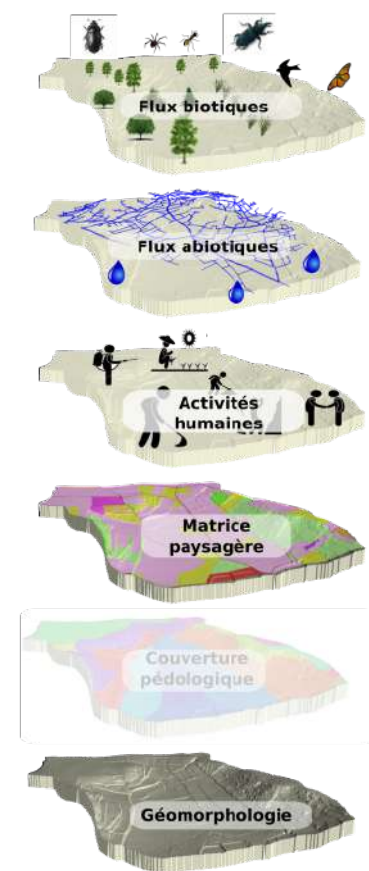 Flux biotiques
Flux abiotiques
Activités
humaines
Matrice
paysagère
Couverture
pédologique
Géomorphologie